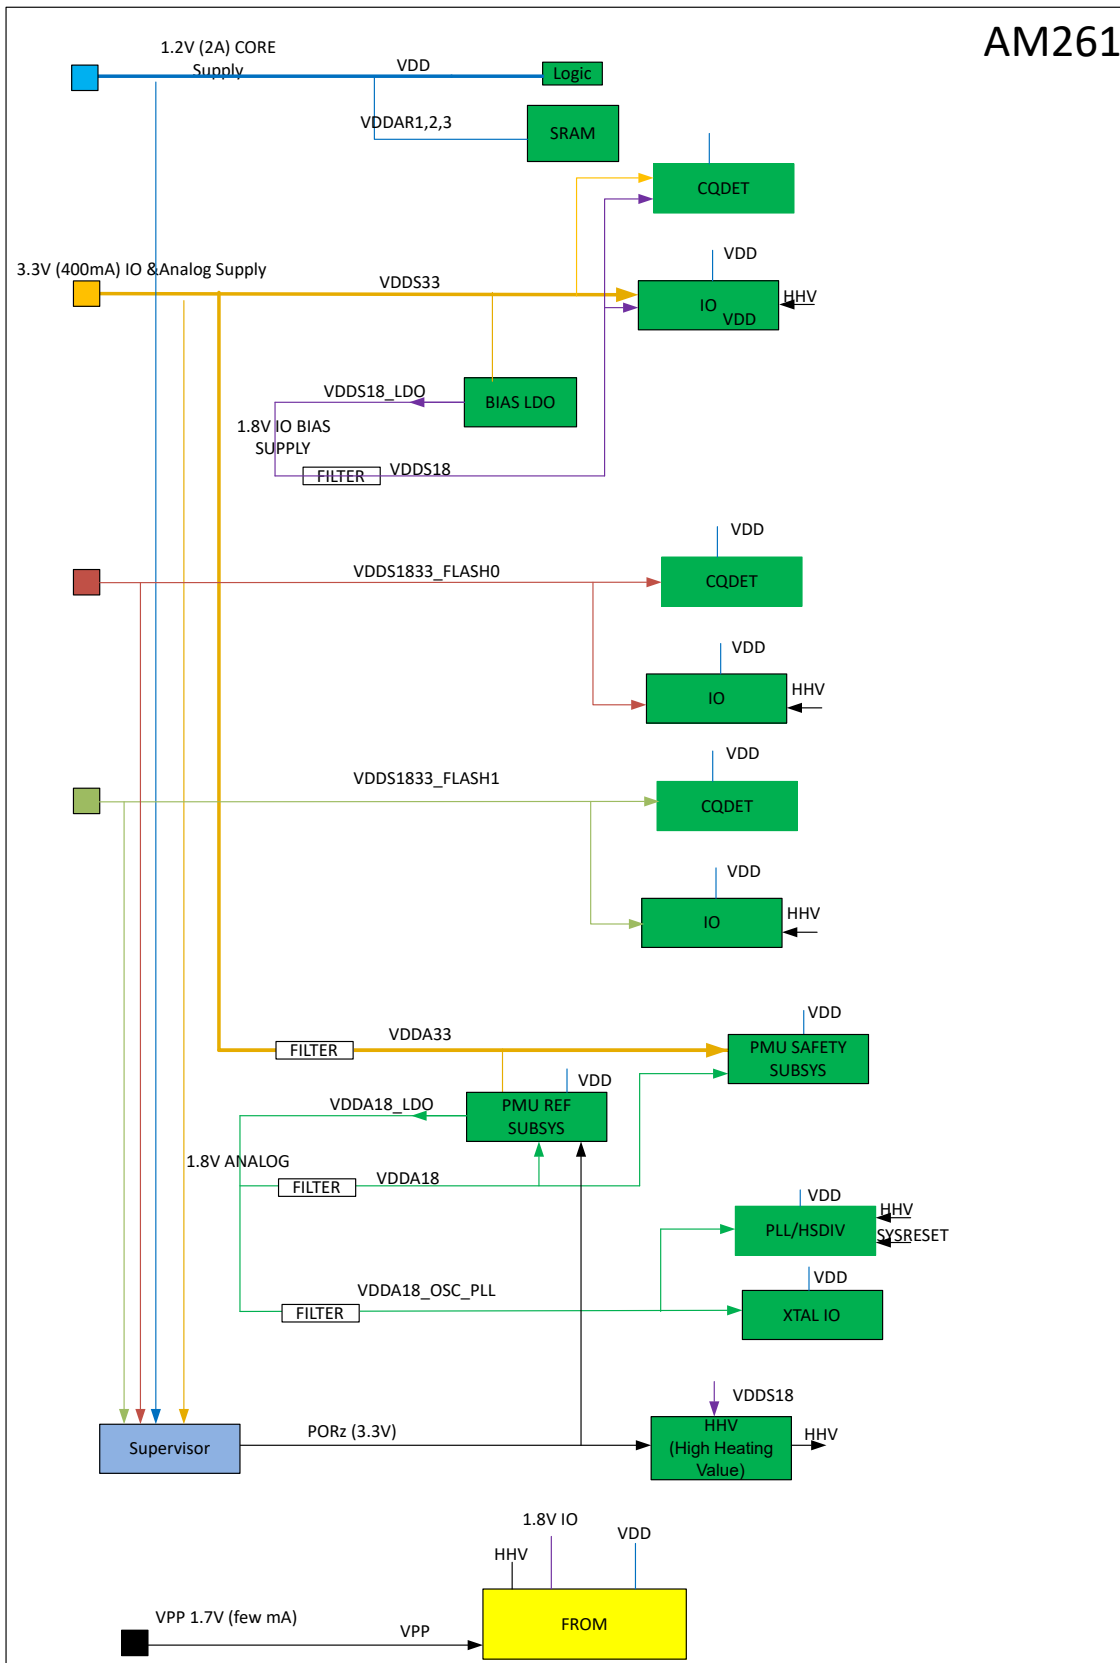 AM261
1.2V (2A) CORE
Supply
VDD
Logic
VDDAR1,2,3
SRAM
CQDET
3.3V (400mA) IO &Analog Supply
VDDS33
VDD
IO
VDD
HHV
VDDS18_LDO
BIAS LDO
1.8V IO BIAS
SUPPLY
FILTER
VDDS18
VDD
VDDS1833_FLASH0
CQDET
VDD
IO
HHV
VDD
VDDS1833_FLASH1
CQDET
VDD
IO
HHV
VDD
VDDA33
FILTER
PMU SAFETY
SUBSYS
VDD
VDDA18_LDO
PMU REF
SUBSYS
1.8V ANALOG
FILTER
VDDA18
VDD
HHV
PLL/HSDIV
SYSRESET
VDD
VDDA18_OSC_PLL
FILTER
XTAL IO
VDDS18
Supervisor
PORz (3.3V)
HHV
(High Heating
Value)
HHV
1.8V IO
HHV
VDD
VPP 1.7V (few mA)
VPP
FROM